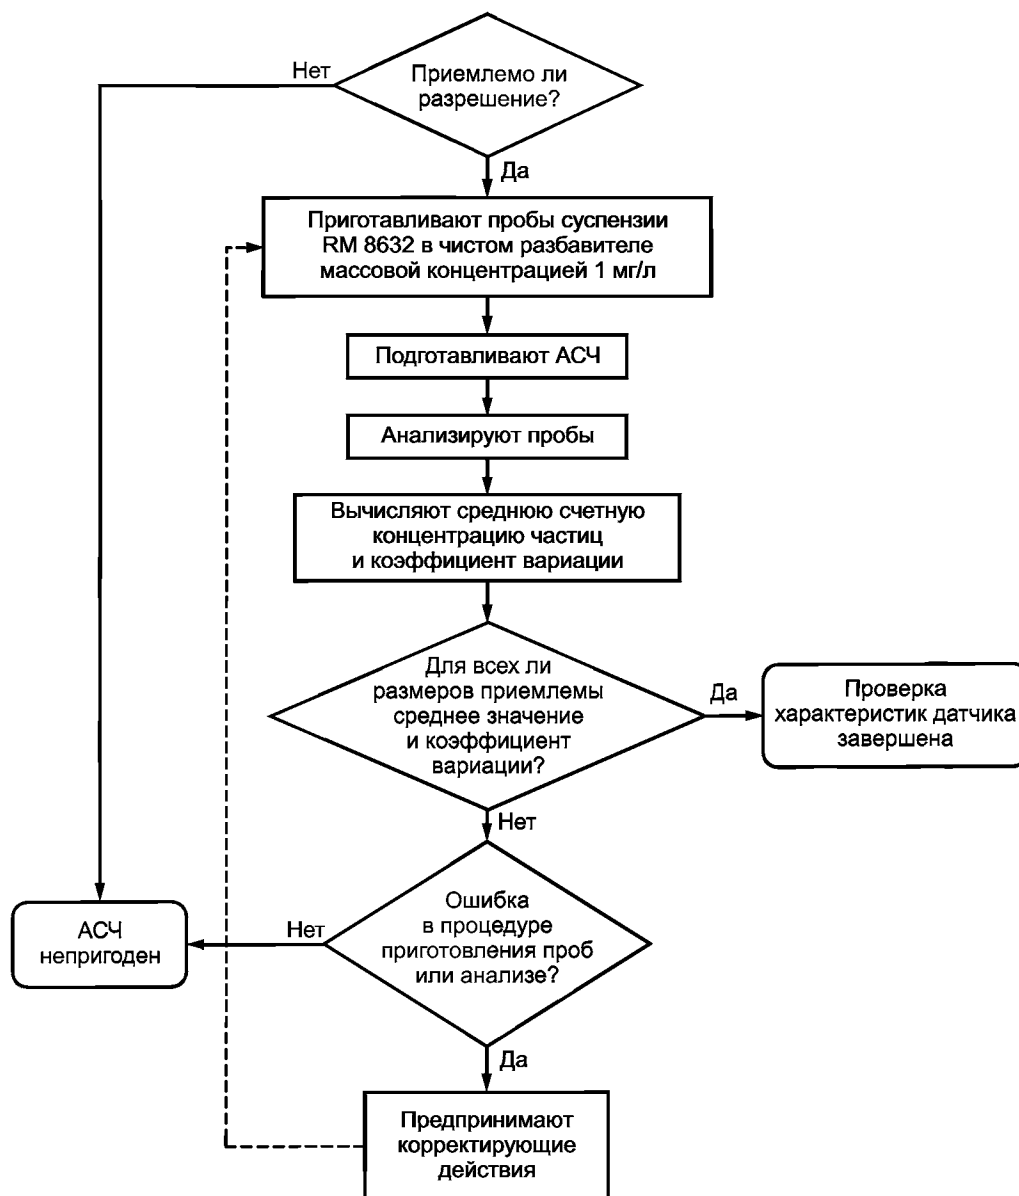 Приемлемо ли
разрешение?
Нет
Да
Приготавливают пробы суспензии
RM 8632 в чистом разбавителе
массовой концентрацией 1 мг/л
Подготавливают АСЧ
Анализируют пробы
Вычисляют среднюю счетную
концентрацию частиц
и коэффициент вариации
Для всех ли
размеров приемлемы
среднее значение
и коэффициент
вариации?
Да
Проверка
характеристик датчика
завершена
Нет
Ошибка
в процедуре
приготовления проб
или анализе?
Нет
АСЧ
непригоден
Да
Предпринимают
корректирующие
действия